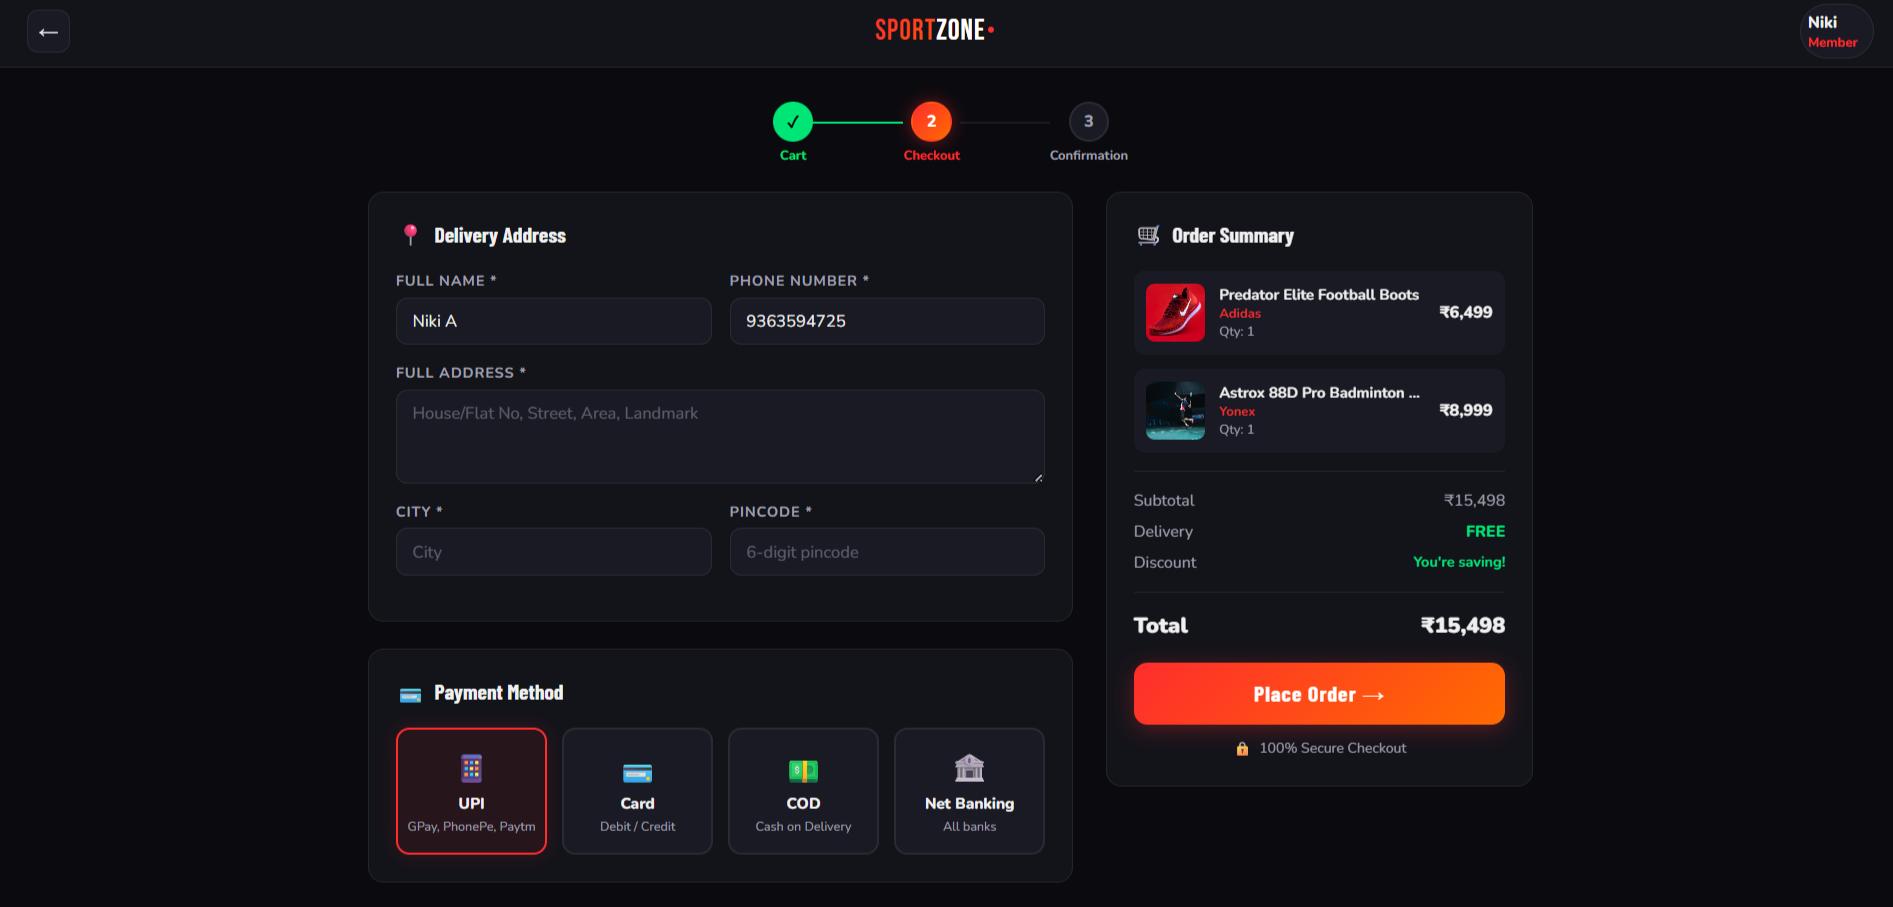 ←
SPORTZONE•
Niki
Member
✓
2
3
Cart
Checkout
Confirmation
Delivery Address
FULL NAME *
PHONE NUMBER *
Niki A
9363594725
FULL ADDRESS *
House/Flat No, Street, Area, Landmark
CITY *
PINCODE *
City
6-digit pincode
Payment Method
UPI
GPay, PhonePe, Paytm
Card
Debit / Credit
COD
Cash on Delivery
Net Banking
All banks
Order Summary
Predator Elite Football Boots
Adidas
Qty: 1
₹6,499
Astrox 88D Pro Badminton ...
Yonex
Qty: 1
₹8,999
Subtotal ₹15,498
Delivery FREE
Discount You're saving!
Total ₹15,498
Place Order →
100% Secure Checkout